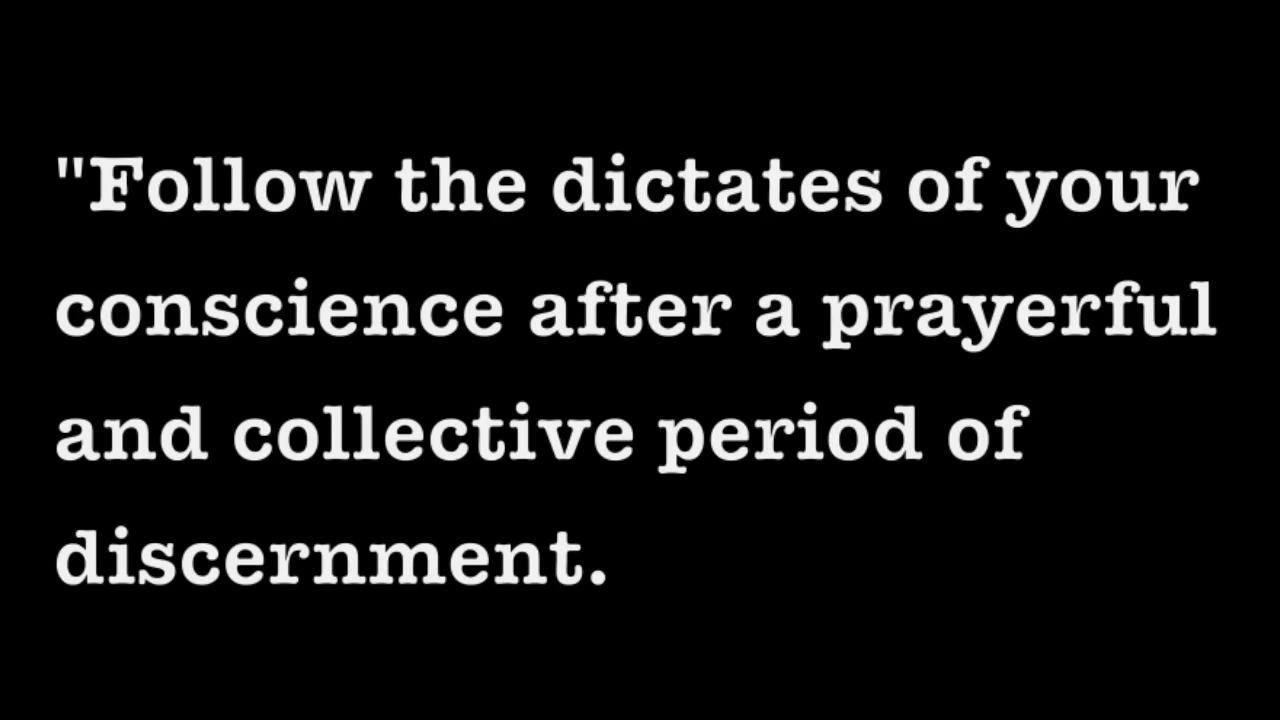 "Follow the dictates of your
conscience after a prayerful
and collective period of
discernment.